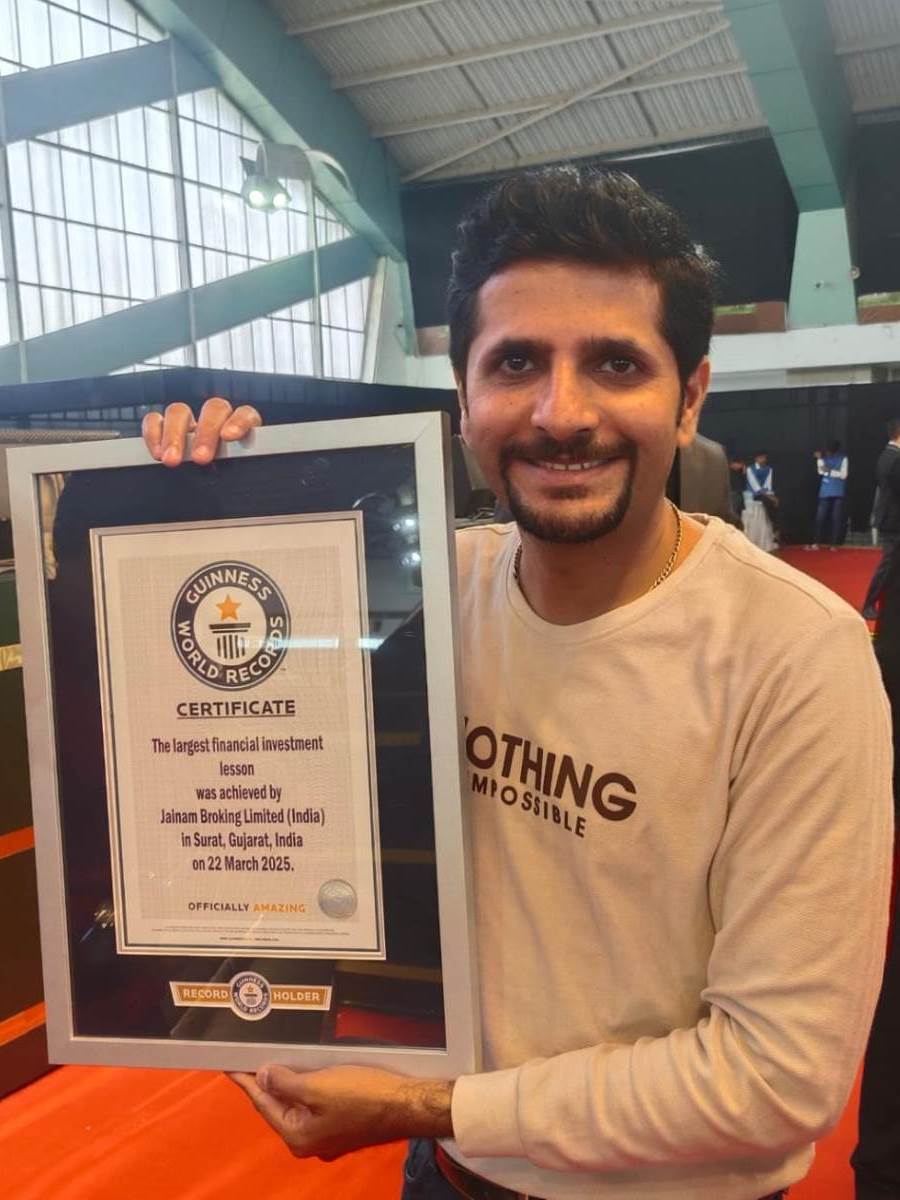 GUINNESS
WORLD RECORDS
CERTIFICATE
The largest financial investment
lesson
was achieved by
Jainam Broking Limited (India)
in Surat, Gujarat, India
on 22 March 2025.
OFFICIALLY AMAZING
RECORD HOLDER
OTHING
MPOSSIBLE